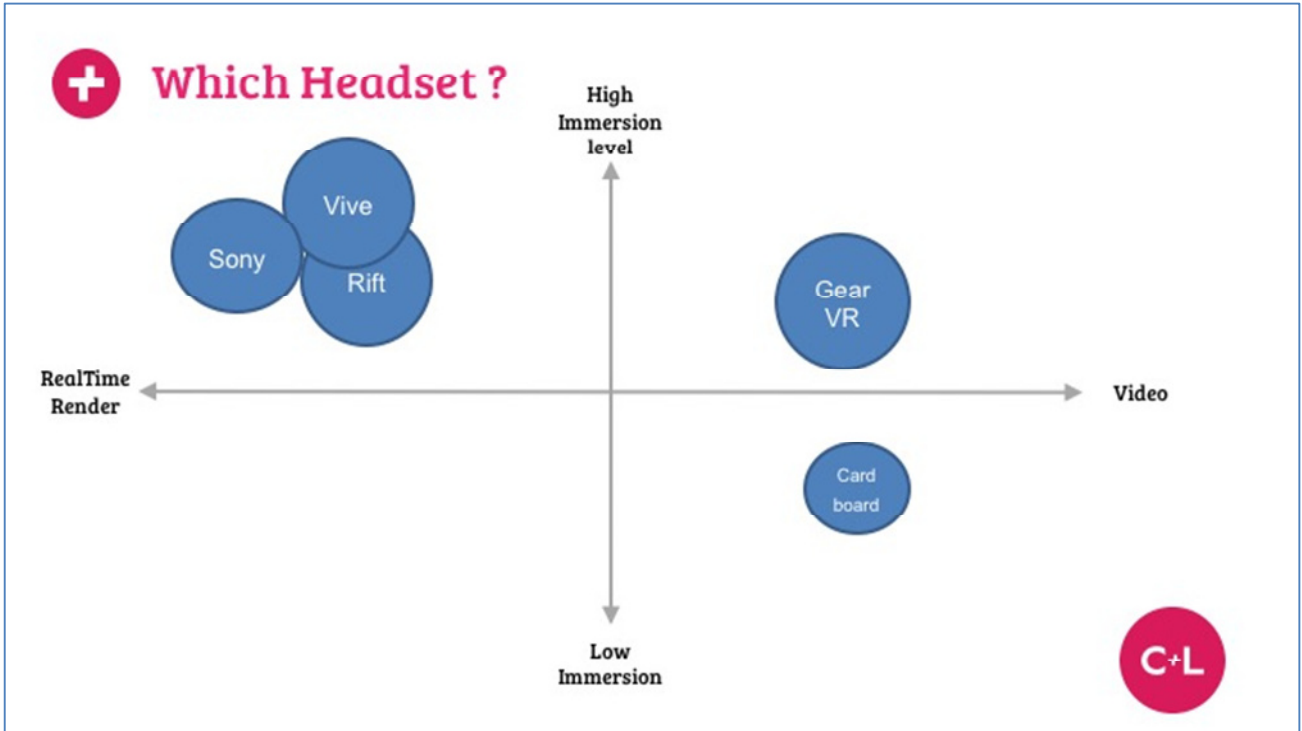 Which Headset ?
High
Immersion
level
Vive
Sony
Rift
Gear
VR
RealTime
Render
Video
Card
board
Low
Immersion
C+L